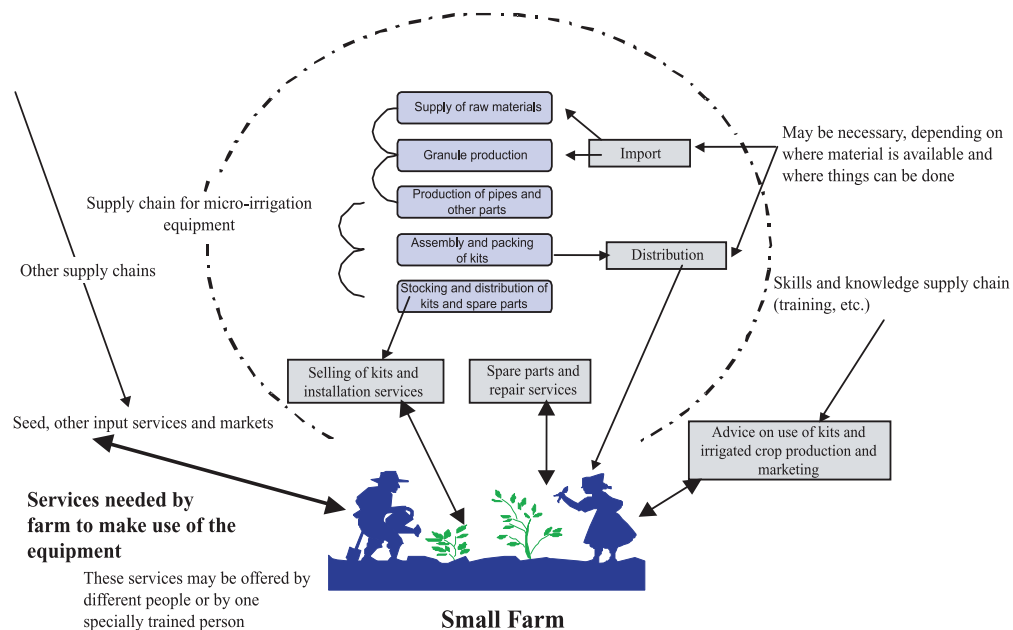 Supply of raw materials
Granule production
Import
May be necessary, depending on
where material is available and
where things can be done
Production of pipes and
other parts
Supply chain for micro-irrigation
equipment
Assembly and packing
of kits
Distribution
Other supply chains
Skills and knowledge supply chain
(training, etc.)
Stocking and distribution of
kits and spare parts
Selling of kits and
installation services
Spare parts and
repair services
Seed, other input services and markets
Advice on use of kits and
irrigated crop production and
marketing
Services needed by
farm to make use of the
equipment
These services may be offered by
different people or by one
specially trained person
Small Farm